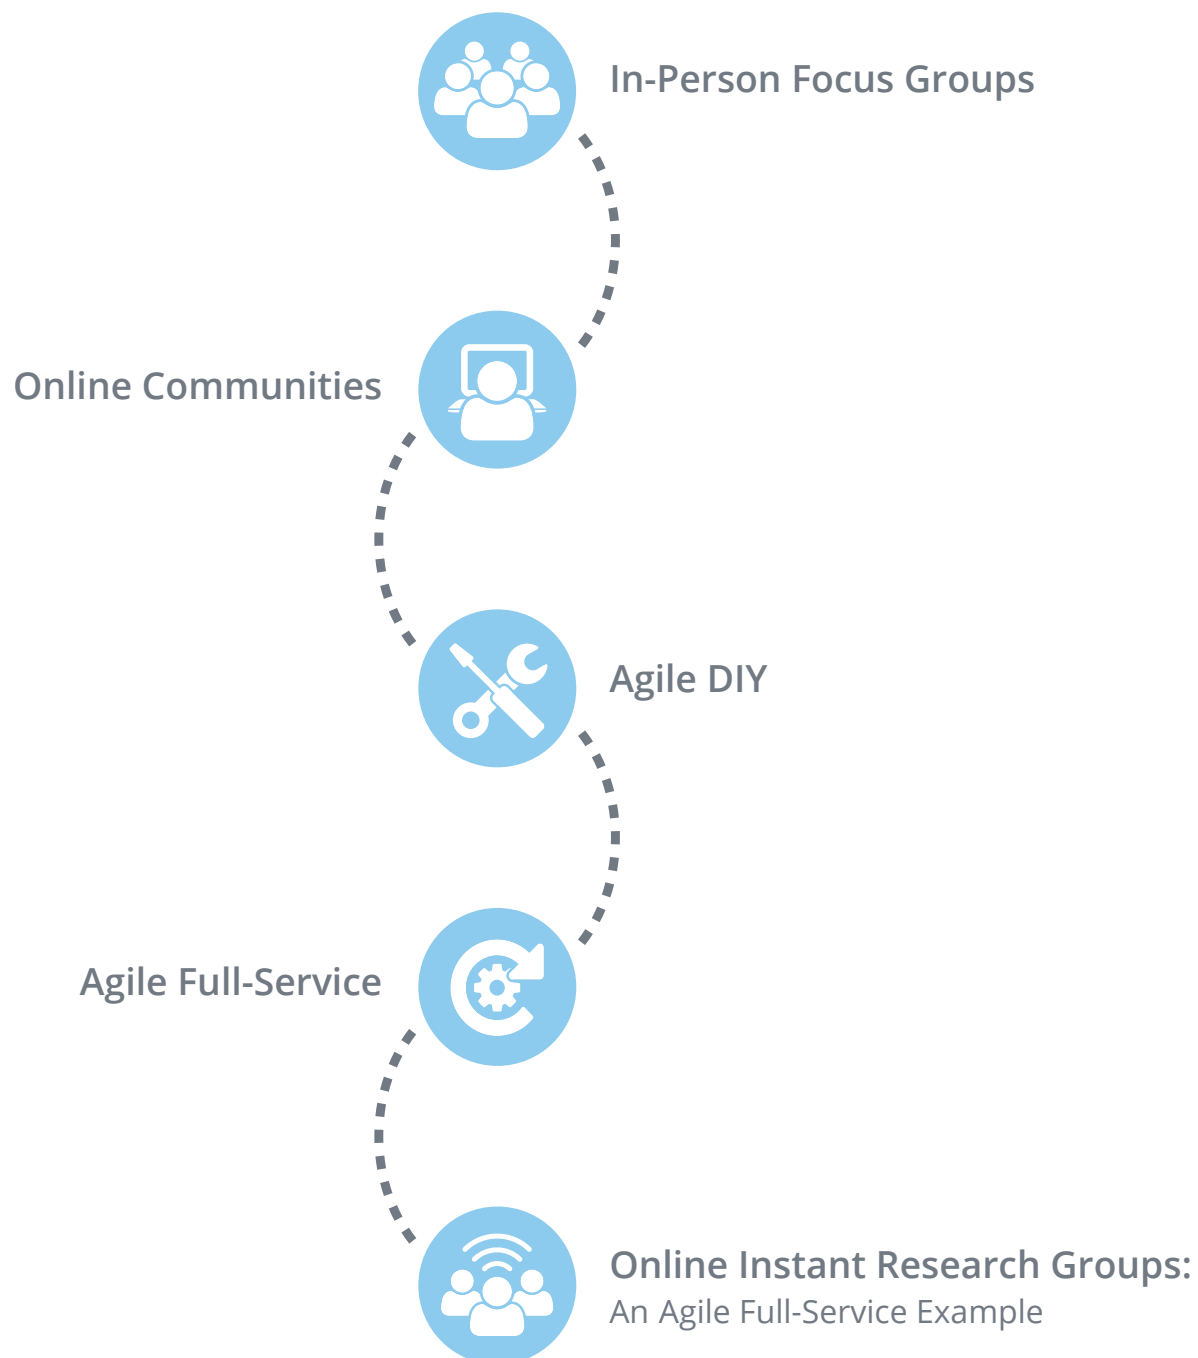 In-Person Focus Groups
Online Communities
Agile DIY
Agile Full-Service
Online Instant Research Groups:
An Agile Full-Service Example